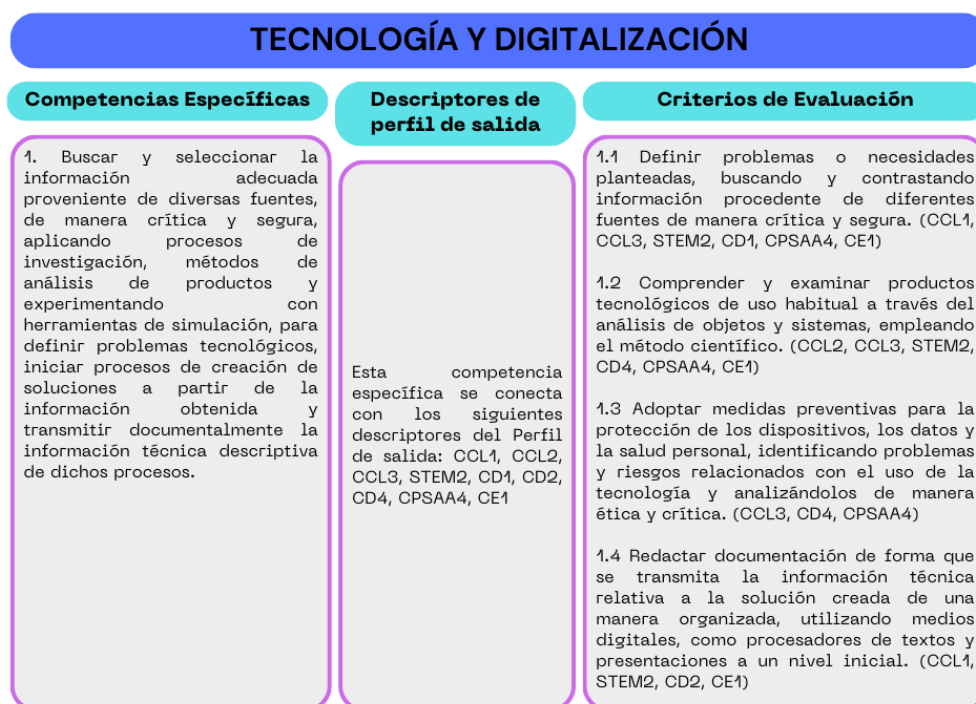 TECNOLOGÍA Y DIGITALIZACIÓN
Competencias Específicas
1. Buscar y seleccionar la
información adecuada
proveniente de diversas fuentes,
de manera crítica y segura,
aplicando procesos de
investigación, métodos de
análisis de productos y
experimentando con
herramientas de simulación, para
definir problemas tecnológicos,
iniciar procesos de creación de
soluciones a partir de la
información obtenida y
transmitir documentalmente la
información técnica descriptiva
de dichos procesos.
Descriptores de
perfil de salida
Esta competencia
específica se conecta
con los siguientes
descriptores del Perfil
de salida: CCL1, CCL2,
CCL3, STEM2, CD1, CD2,
CD4, CPSAA4, CE1
Criterios de Evaluación
1.1 Definir problemas o necesidades
planteadas, buscando y contrastando
información procedente de diferentes
fuentes de manera crítica y segura. (CCL1,
CCL3, STEM2, CD1, CPSAA4, CE1)
1.2 Comprender y examinar productos
tecnológicos de uso habitual a través del
análisis de objetos y sistemas, empleando
el método científico. (CCL2, CCL3, STEM2,
CD4, CPSAA4, CE1)
1.3 Adoptar medidas preventivas para la
protección de los dispositivos, los datos y
la salud personal, identificando problemas
y riesgos relacionados con el uso de la
tecnología y analizándolos de manera
ética y crítica. (CCL3, CD4, CPSAA4)
1.4 Redactar documentación de forma que
se transmita la información técnica
relativa a la solución creada de una
manera organizada, utilizando medios
digitales, como procesadores de textos y
presentaciones a un nivel inicial. (CCL1,
STEM2, CD2, CE1)